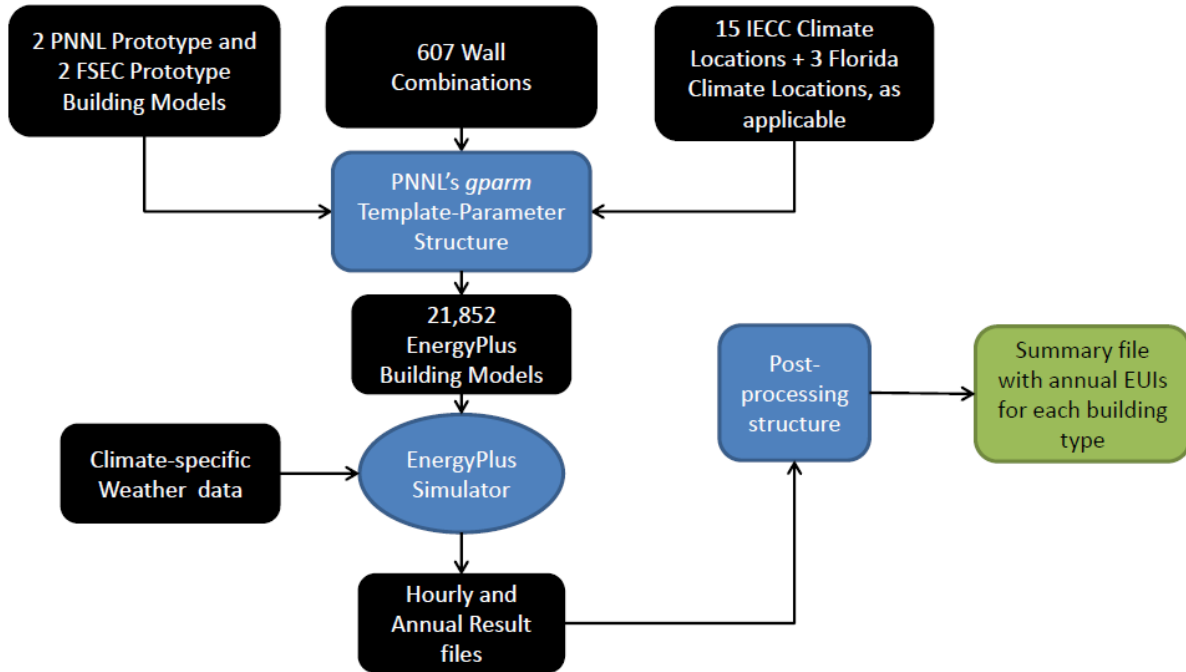 2 PNNL Prototype and
2 FSEC Prototype
Building Models
607 Wall
Combinations
15 IECC Climate
Locations + 3 Florida
Climate Locations, as
applicable
PNNL's gparm
Template-Parameter
Structure
21,852
EnergyPlus
Building Models
Climate-specific
Weather data
EnergyPlus
Simulator
Hourly and
Annual Result
files
Post-
processing
structure
Summary file
with annual EUIs
for each building
type